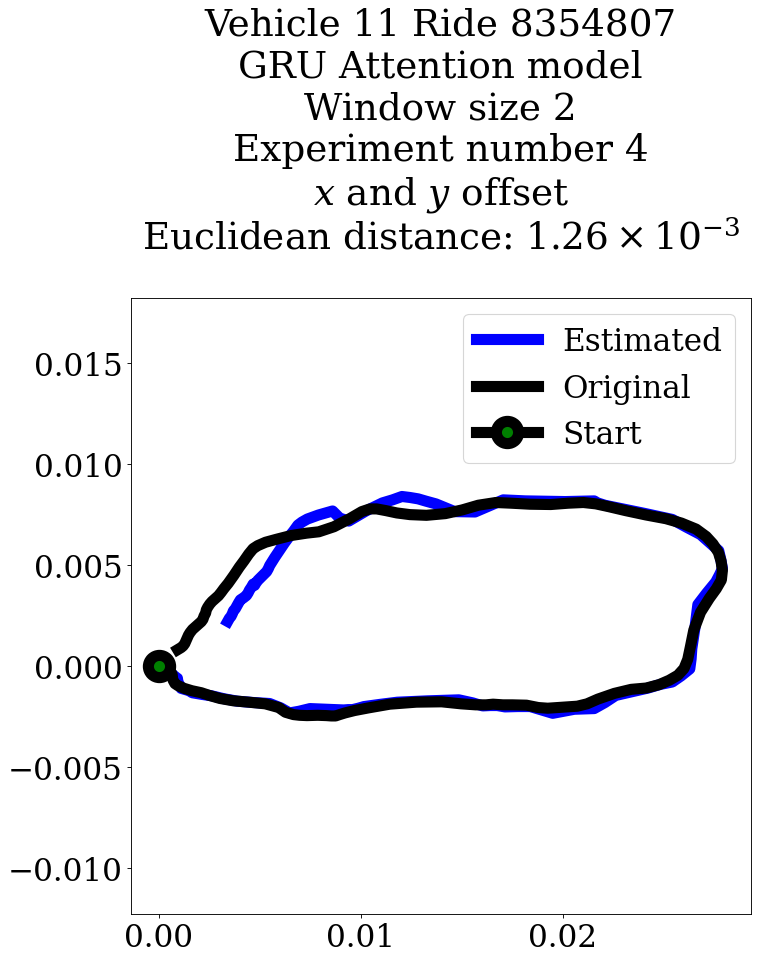 Vehicle 11 Ride 8354807
GRU Attention model
Window size 2
Experiment number 4
x and y offset
Euclidean distance: 1.26 × 10⁻³
Estimated
Original
Start
0.015
0.010
0.005
0.000
−0.005
−0.010
0.00 0.01 0.02